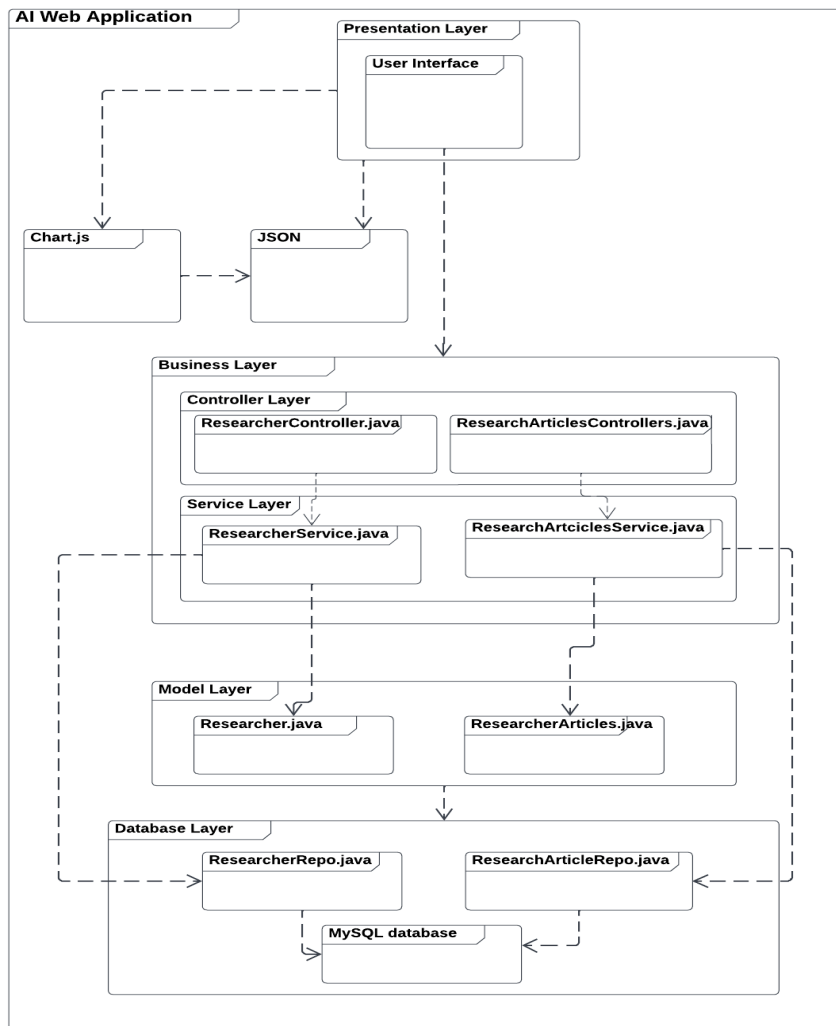 AI Web Application
Presentation Layer
User Interface
Chart.js
JSON
Business Layer
Controller Layer
ResearcherController.java
ResearchArticlesControllers.java
Service Layer
ResearcherService.java
ResearchArtciclesService.java
Model Layer
Researcher.java
ResearcherArticles.java
Database Layer
ResearcherRepo.java
ResearchArticleRepo.java
MySQL database